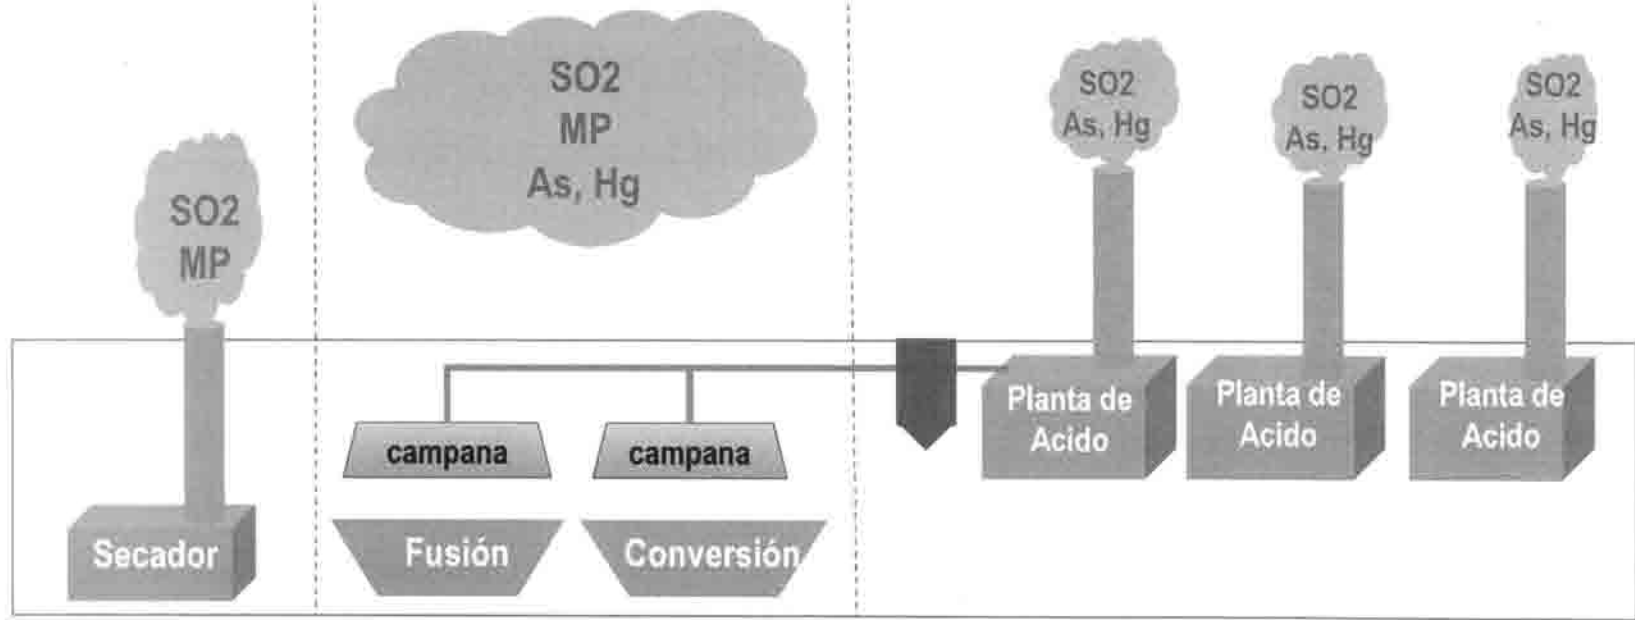 SO2
MP
SO2
MP
As, Hg
SO2
As, Hg
SO2
As, Hg
SO2
As, Hg
Secador
campana
campana
Fusión
Conversión
Planta de
Acido
Planta de
Acido
Planta de
Acido